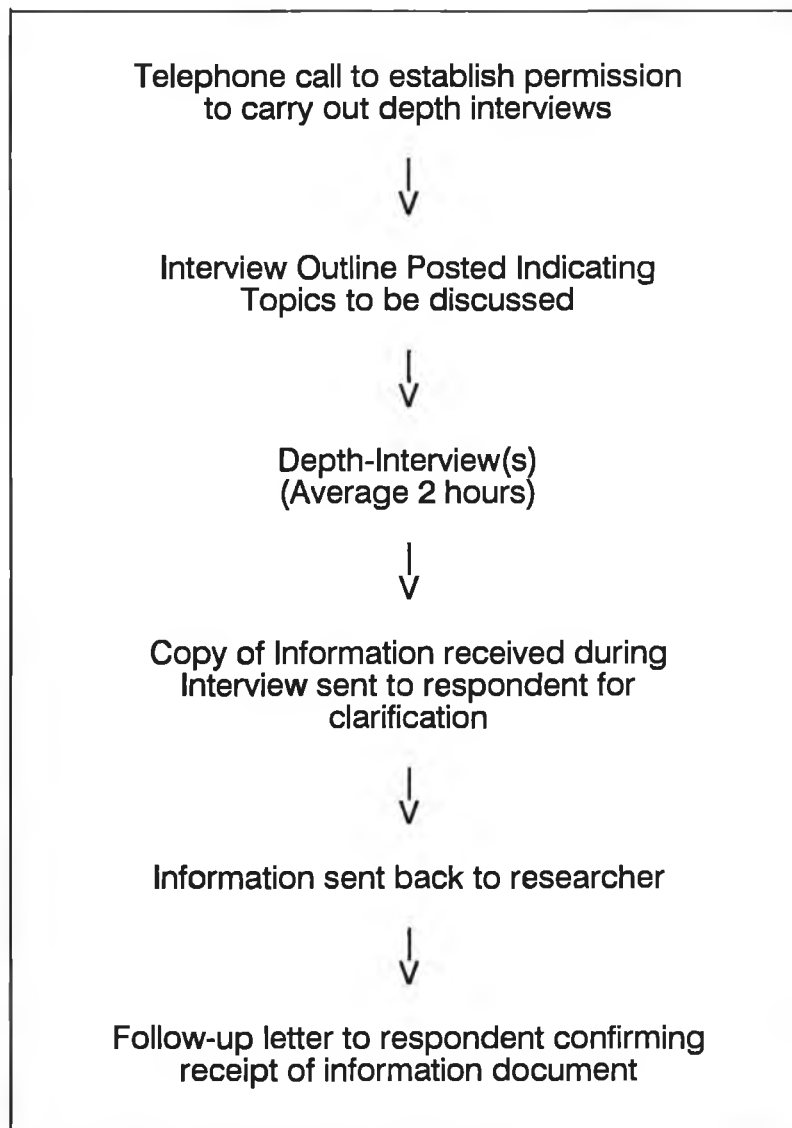 Telephone call to establish permission
to carry out depth interviews
Interview Outline Posted Indicating
Topics to be discussed
Depth-Interview(s)
(Average 2 hours)
Copy of Information received during
Interview sent to respondent for
clarification
Information sent back to researcher
Follow-up letter to respondent confirming
receipt of information document